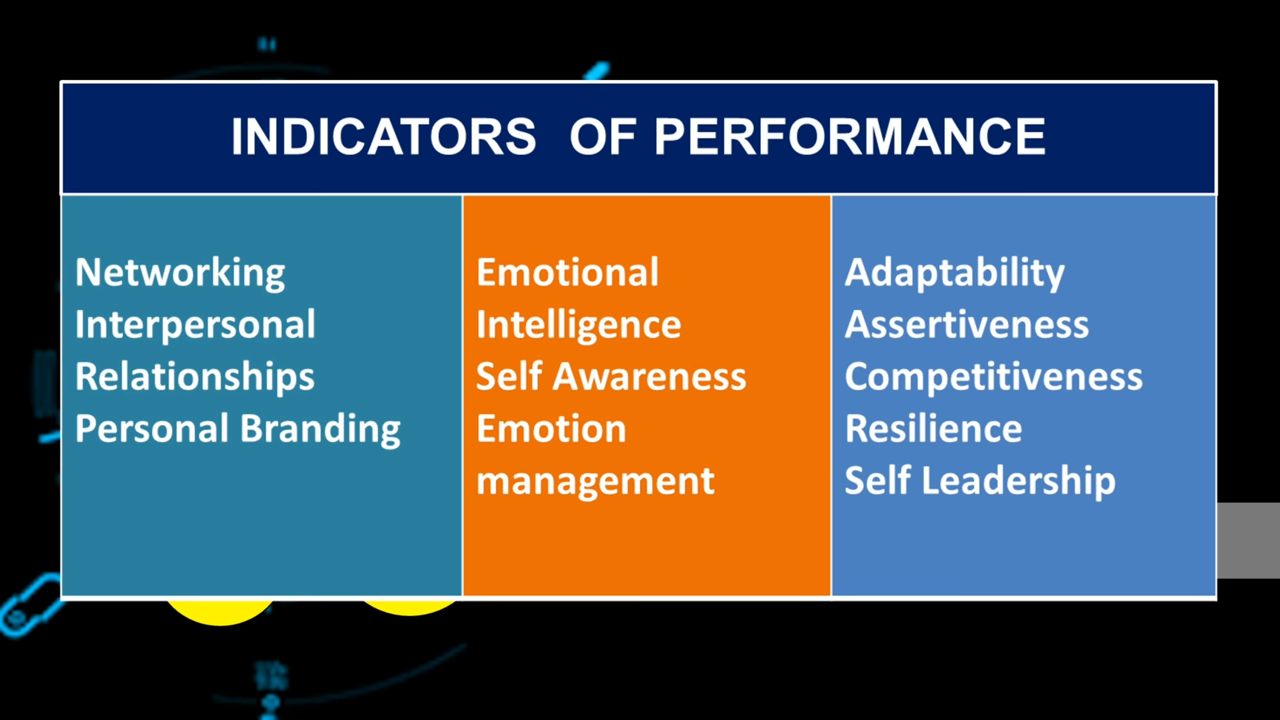 INDICATORS OF PERFORMANCE
Networking
Interpersonal
Relationships
Personal Branding
Emotional
Intelligence
Self Awareness
Emotion
management
Adaptability
Assertiveness
Competitiveness
Resilience
Self Leadership